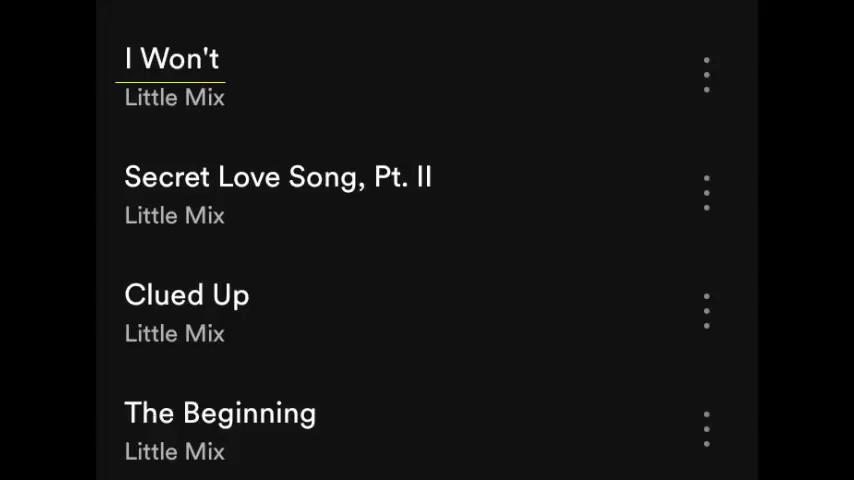 I Won't
Little Mix
Secret Love Song, Pt. II
Little Mix
Clued Up
Little Mix
The Beginning
Little Mix